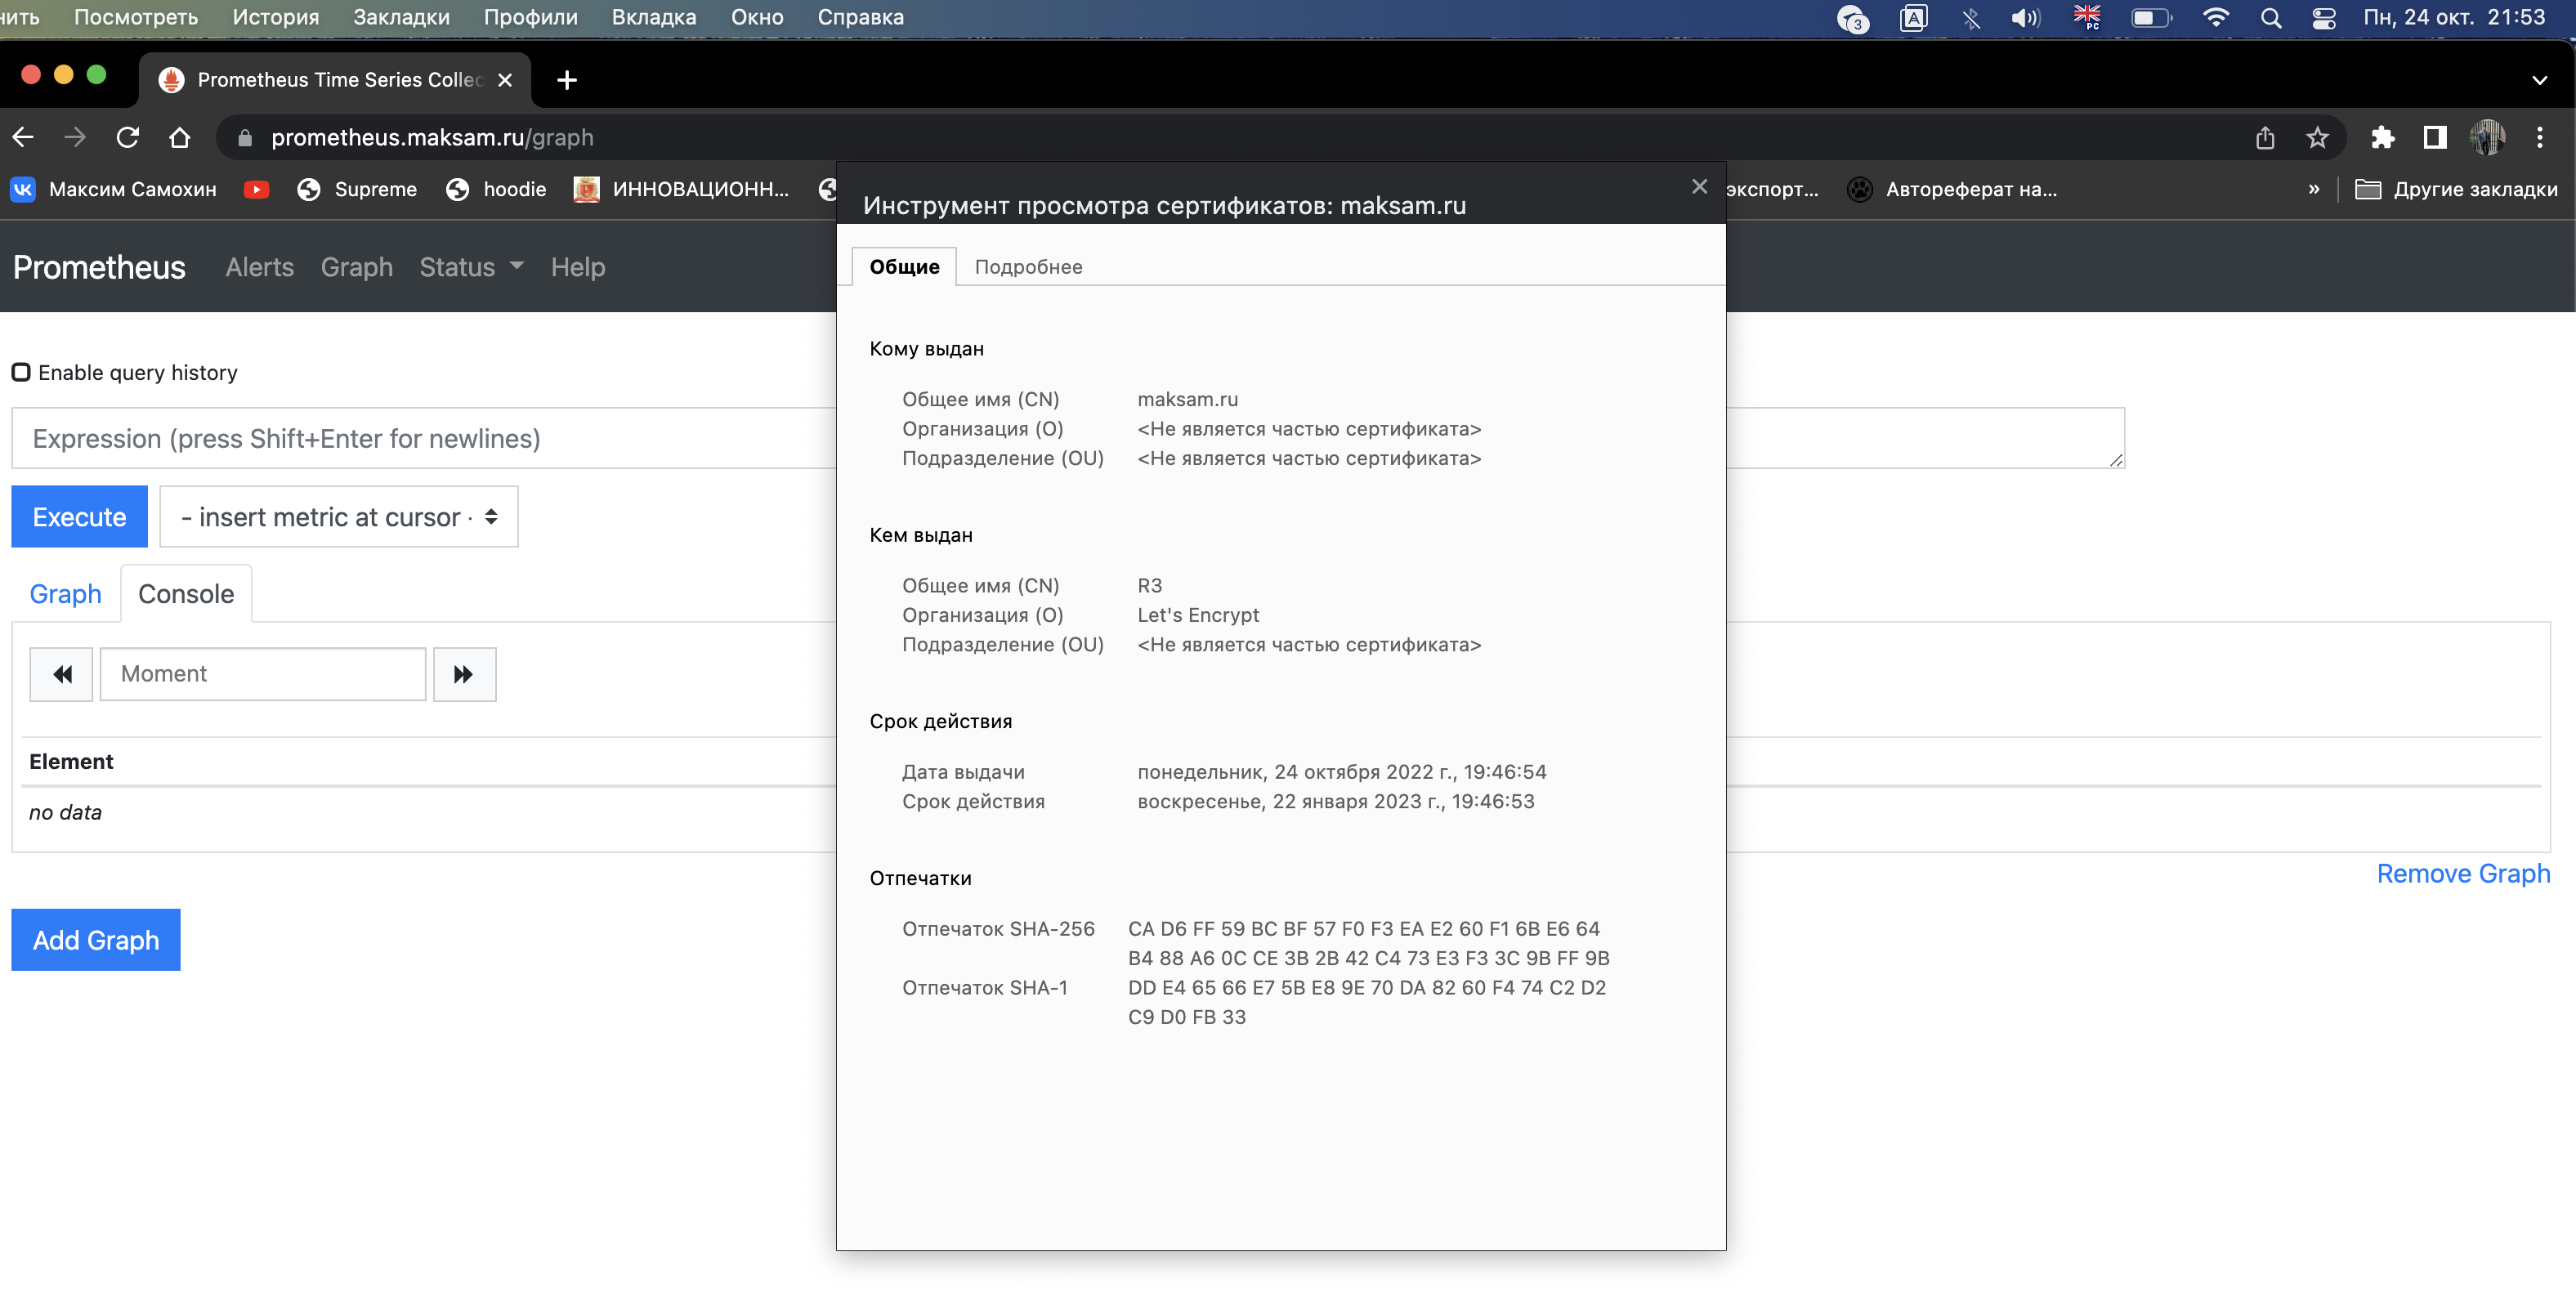 нить Посмотреть История Закладки Профили Вкладка Окно Справка 3 A PC Пн, 24 окт. 21:53
Prometheus Time Series Collec
prometheus.maksam.ru/graph
Максим Самохин Supreme hoodie ИННОВАЦИОНН... экспорт... Автореферат на... » Другие закладки
Инструмент просмотра сертификатов: maksam.ru
Prometheus Alerts Graph Status Help
Общие Подробнее
Enable query history
Expression (press Shift+Enter for newlines)
Execute - insert metric at cursor -
Graph Console
Moment
Element
no data
Remove Graph
Add Graph
Кому выдан
Общее имя (CN) maksam.ru
Организация (O) <Не является частью сертификата>
Подразделение (OU) <Не является частью сертификата>
Кем выдан
Общее имя (CN) R3
Организация (O) Let's Encrypt
Подразделение (OU) <Не является частью сертификата>
Срок действия
Дата выдачи понедельник, 24 октября 2022 г., 19:46:54
Срок действия воскресенье, 22 января 2023 г., 19:46:53
Отпечатки
Отпечаток SHA-256 CA D6 FF 59 BC BF 57 F0 F3 EA E2 60 F1 6B E6 64
B4 88 A6 0C CE 3B 2B 42 C4 73 E3 F3 3C 9B FF 9B
Отпечаток SHA-1 DD E4 65 66 E7 5B E8 9E 70 DA 82 60 F4 74 C2 D2
C9 D0 FB 33